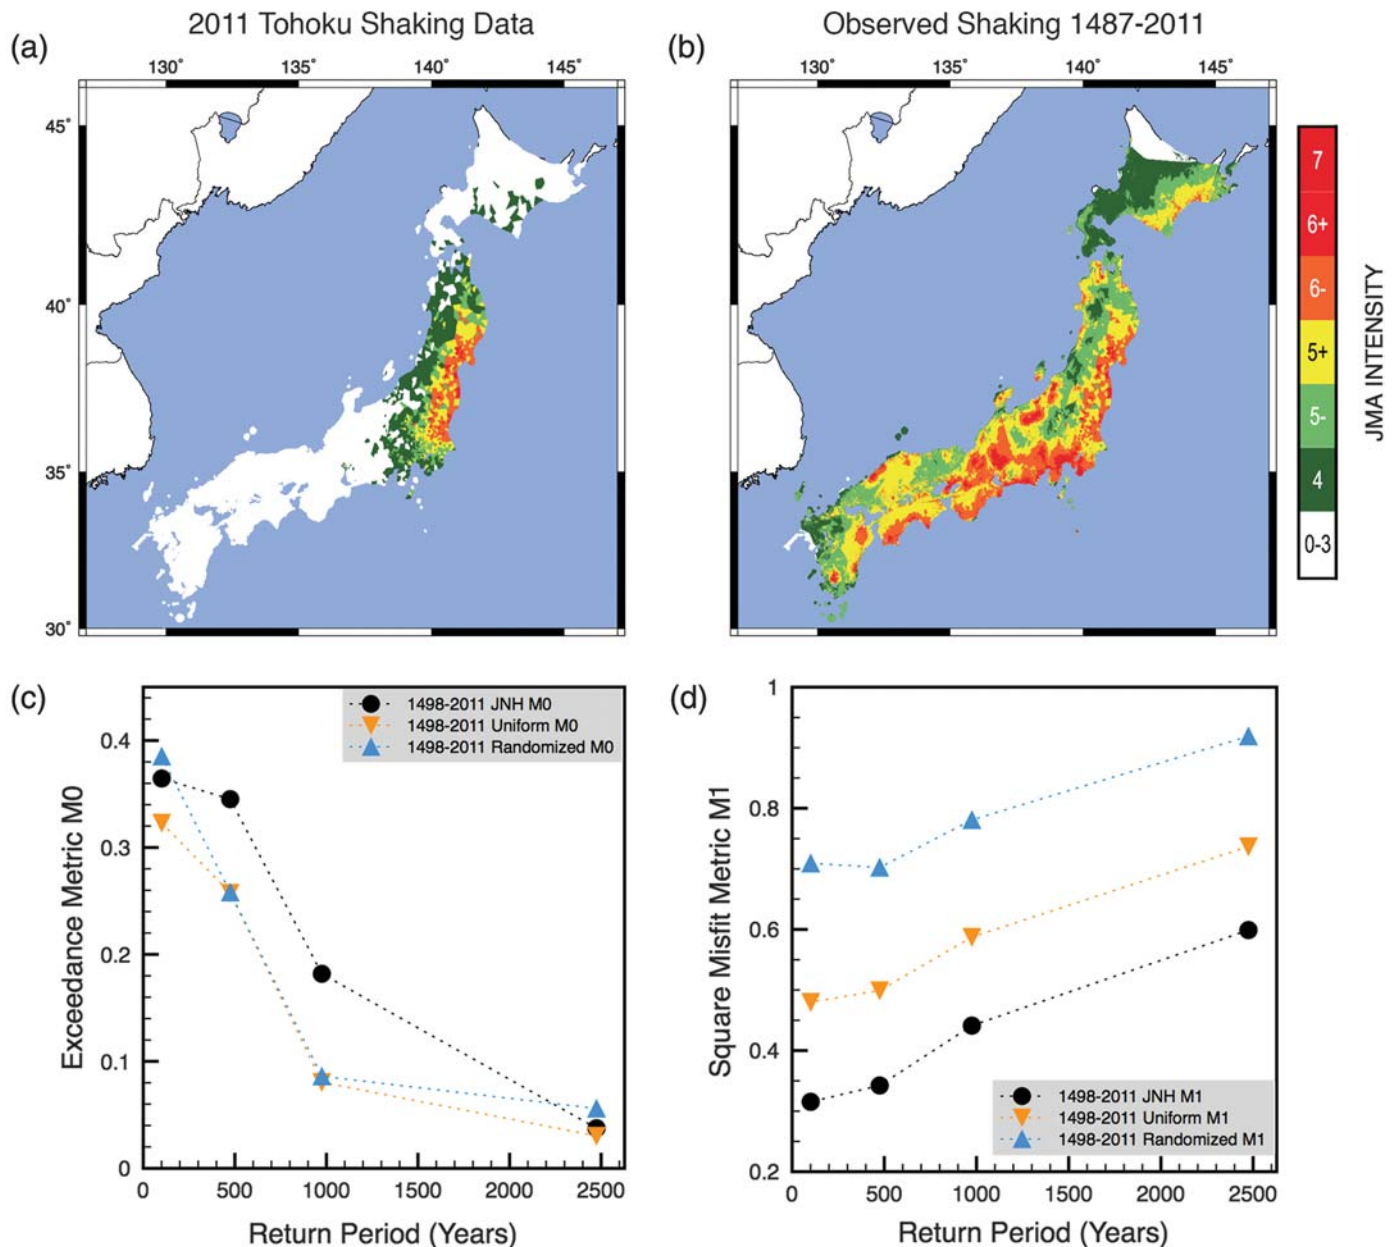 2011 Tohoku Shaking Data
(a)
130° 135° 140° 145°
45°
40°
35°
30°
Observed Shaking 1487-2011
(b)
130° 135° 140° 145°
7
6+
6-
5+
5-
4
0-3
JMA INTENSITY
(c)
1498-2011 JNH M0
1498-2011 Uniform M0
1498-2011 Randomized M0
Exceedance Metric M0
0.4
0.3
0.2
0.1
0
0 500 1000 1500 2000 2500
Return Period (Years)
(d)
Square Misfit Metric M1
1
0.8
0.6
0.4
0.2
1498-2011 JNH M1
1498-2011 Uniform M1
1498-2011 Randomized M1
0 500 1000 1500 2000 2500
Return Period (Years)